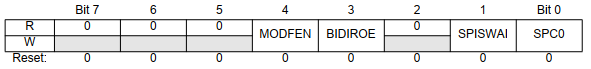 Bit 7 6 5 4 3 2 1 Bit 0
R 0 0 0 MODFEN BIDIROE 0 SPISWAI SPC0
W
Reset: 0 0 0 0 0 0 0 0